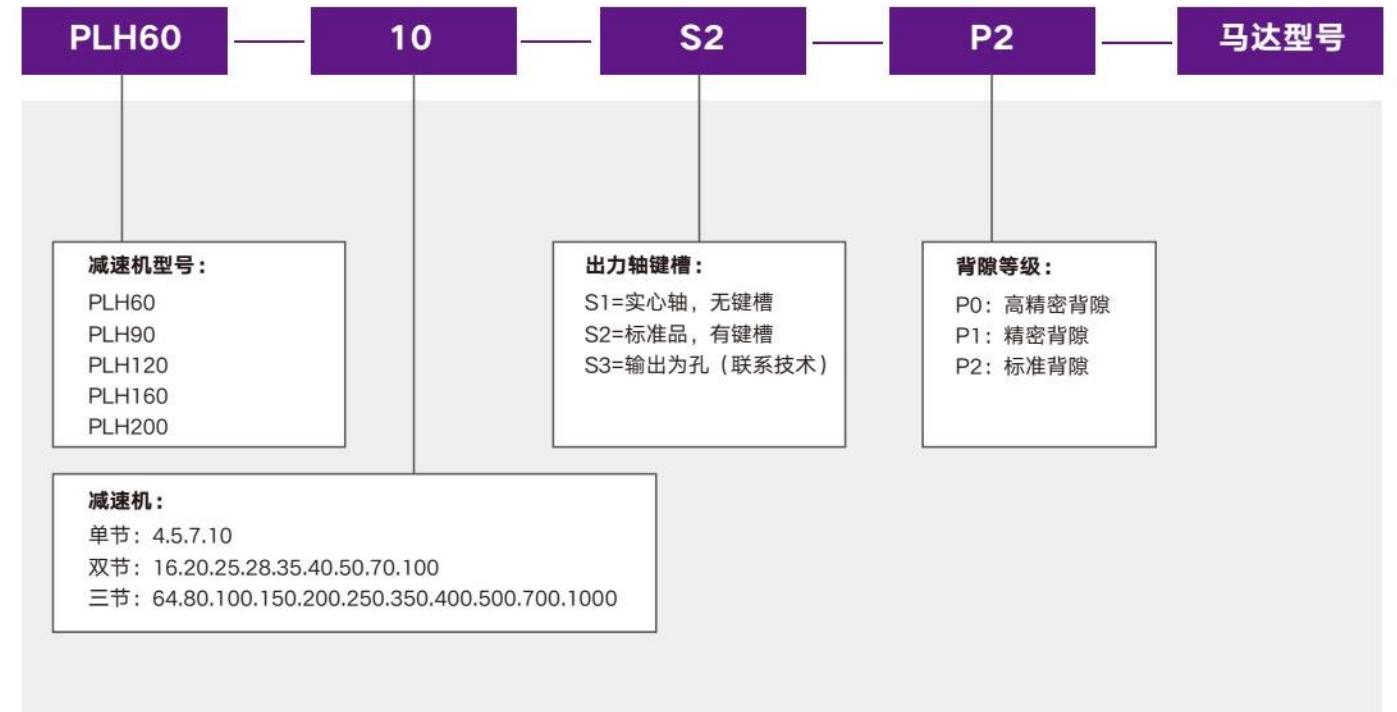 PLH60 10 S2 P2 马达型号
减速机型号：
PLH60
PLH90
PLH120
PLH160
PLH200
出力轴键槽：
S1=实心轴，无键槽
S2=标准品，有键槽
S3=输出为孔（联系技术）
背隙等级：
P0：高精密背隙
P1：精密背隙
P2：标准背隙
减速机：
单节：4.5.7.10
双节：16.20.25.28.35.40.50.70.100
三节：64.80.100.150.200.250.350.400.500.700.1000